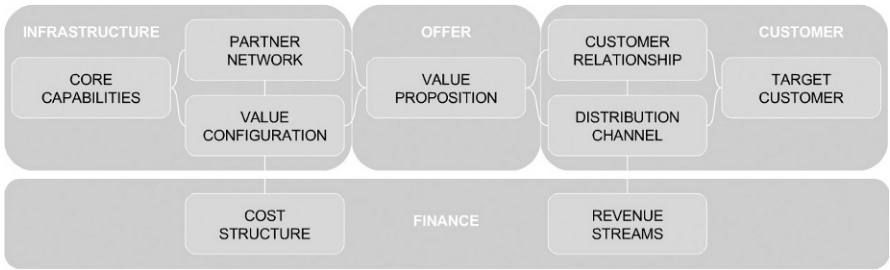 INFRASTRUCTURE
CORE
CAPABILITIES
PARTNER
NETWORK
VALUE
CONFIGURATION
OFFER
VALUE
PROPOSITION
CUSTOMER
CUSTOMER
RELATIONSHIP
DISTRIBUTION
CHANNEL
TARGET
CUSTOMER
FINANCE
COST
STRUCTURE
REVENUE
STREAMS